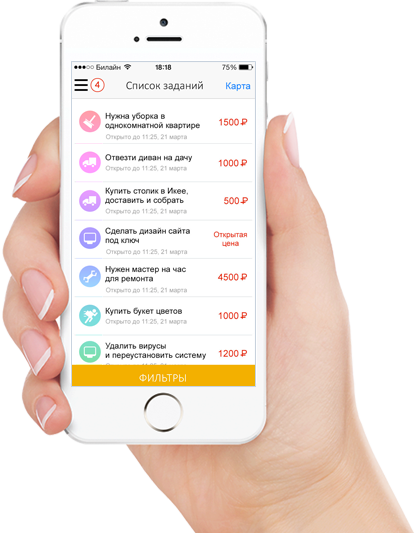 Билайн 18:18 75%
4 Список заданий Карта
Нужна уборка в
однокомнатной квартире 1500 ₽
Открыто до 11:25, 21 марта
Отвезти диван на дачу 1000 ₽
Открыто до 11:25, 21 марта
Купить столик в Икее,
доставить и собрать 500 ₽
Открыто до 11:25, 21 марта
Сделать дизайн сайта Открытая
под ключ цена
Открыто до 11:25, 21 марта
Нужен мастер на час
для ремонта 4500 ₽
Открыто до 11:25, 21 марта
Купить букет цветов 1000 ₽
Открыто до 11:25, 21 марта
Удалить вирусы
и переустановить систему 1200 ₽
ФИЛЬТРЫ